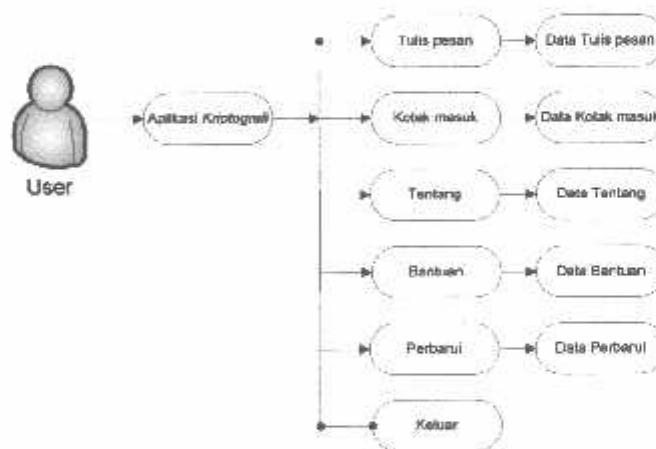 Tulis pesan
Data Tulis pesan
User
Aplikasi Kriptografi
Kotak masuk
Data Kotak masuk
Tentang
Data Tentang
Bantuan
Data Bantuan
Perbarui
Data Perbarui
Keluar